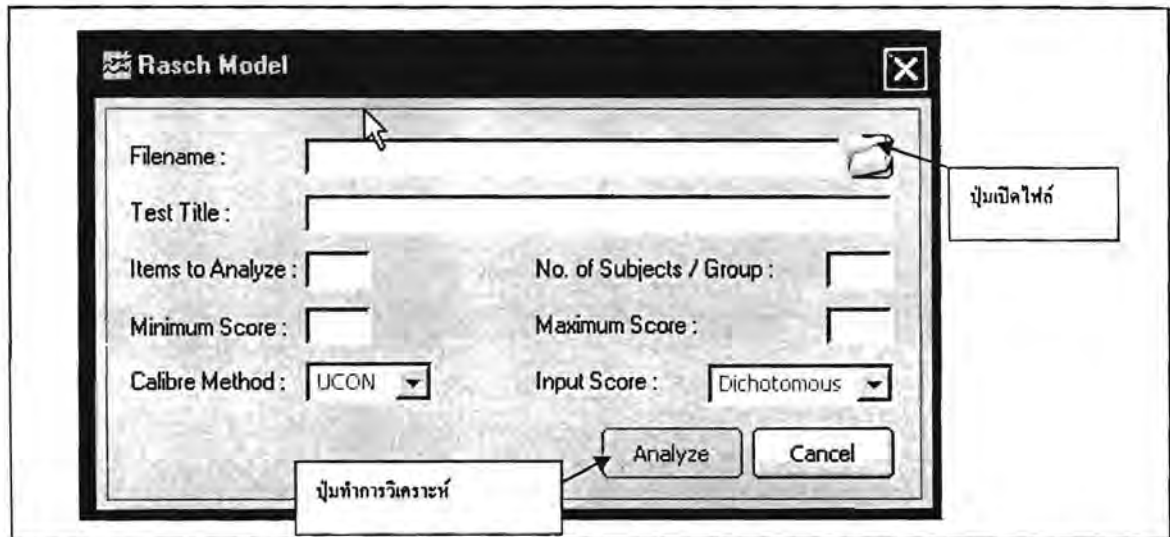 Rasch Model
Filename :
ปุ่มเปิดไฟล์
Test Title :
Items to Analyze :
No. of Subjects / Group :
Minimum Score :
Maximum Score :
Calibre Method :
UCON
Input Score :
Dichotomous
Analyze
Cancel
ปุ่มทำการวิเคราะห์